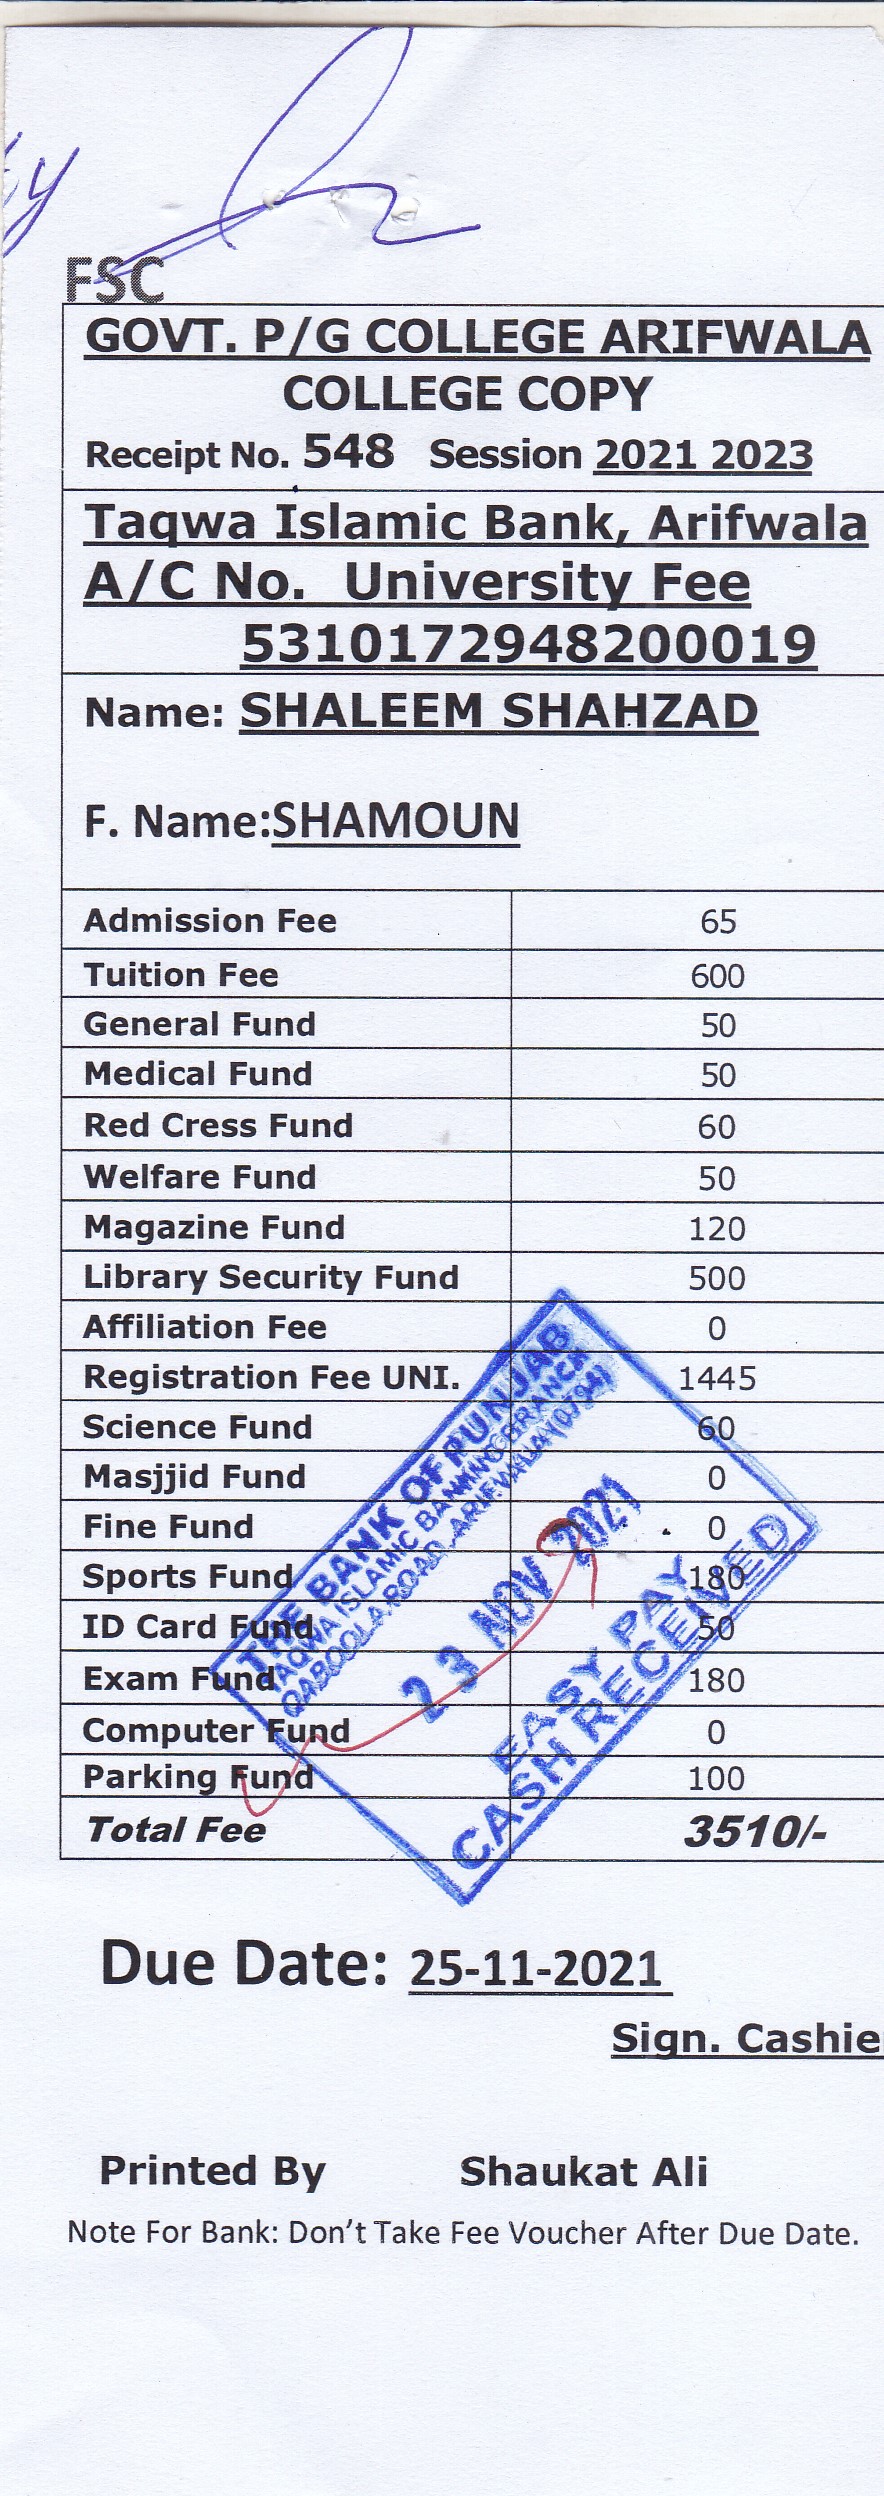 FSC
GOVT. P/G COLLEGE ARIFWALA
COLLEGE COPY
Receipt No. 548 Session 2021 2023
Taqwa Islamic Bank, Arifwala
A/C No. University Fee
5310172948200019
Name: SHALEEM SHAHZAD
F. Name:SHAMOUN
Admission Fee 65
Tuition Fee 600
General Fund 50
Medical Fund 50
Red Cress Fund 60
Welfare Fund 50
Magazine Fund 120
Library Security Fund 500
Affiliation Fee 0
Registration Fee UNI. 1445
Science Fund 60
Masjjid Fund 0
Fine Fund 0
Sports Fund 180
ID Card Fund 50
Exam Fund 180
Computer Fund 0
Parking Fund 100
Total Fee 3510/-
THE BANK OF PUNJAB
TAQWA ISLAMIC BANKING BRANCH
QABOOLA ROAD, ARIFWALA (0794)
23 NOV 2021
EASY PAY
CASH RECEIVED
Due Date: 25-11-2021
Sign. Cashie
Printed By Shaukat Ali
Note For Bank: Don't Take Fee Voucher After Due Date.